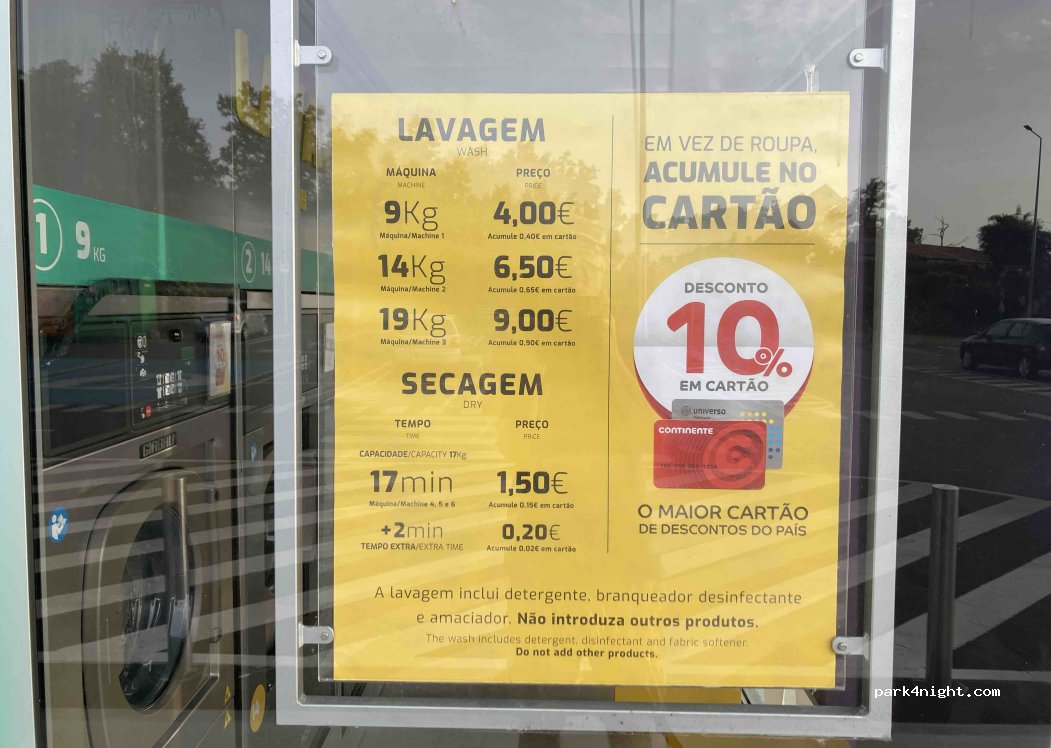 LAVAGEM
WASH
MÁQUINA PREÇO
MACHINE PRICE
9Kg 4,00€
Máquina/Machine 1 Acumule 0,40€ em cartão
14Kg 6,50€
Máquina/Machine 2 Acumule 0,65€ em cartão
19Kg 9,00€
Máquina/Machine 3 Acumule 0,90€ em cartão
SECAGEM
DRY
TEMPO PREÇO
TIME PRICE
CAPACIDADE/CAPACITY 17Kg
17min 1,50€
Máquina/Machine 4, 5 e 6 Acumule 0,15€ em cartão
+2min 0,20€
TEMPO EXTRA/EXTRA TIME Acumule 0,02€ em cartão
EM VEZ DE ROUPA,
ACUMULE NO
CARTÃO
DESCONTO
10%
EM CARTÃO
universo
CONTINENTE
O MAIOR CARTÃO
DE DESCONTOS DO PAÍS
A lavagem inclui detergente, branqueador desinfectante
e amaciador. Não introduza outros produtos.
The wash includes detergent, disinfectant and fabric softener.
Do not add other products.
1 9 KG
2 14
park4night.com